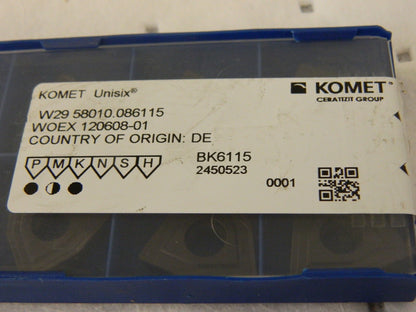 KOMET Unisix®
KOMET®
CERATIZIT GROUP
W29 58010.086115
WOEX 120608-01
COUNTRY OF ORIGIN: DE
P M K N S H
BK6115
2450523
0001